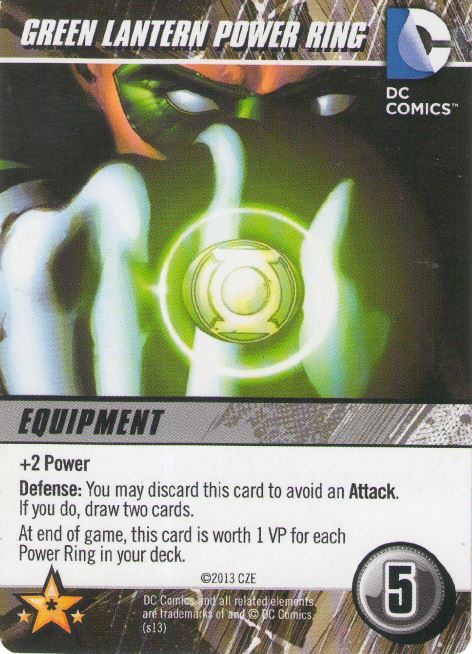 GREEN LANTERN POWER RING
DC
COMICS™
EQUIPMENT
+2 Power
Defense: You may discard this card to avoid an Attack.
If you do, draw two cards.
At end of game, this card is worth 1 VP for each
Power Ring in your deck.
©2013 CZE
*
5
DC Comics and all related elements
are trademarks of and © DC Comics.
(s13)